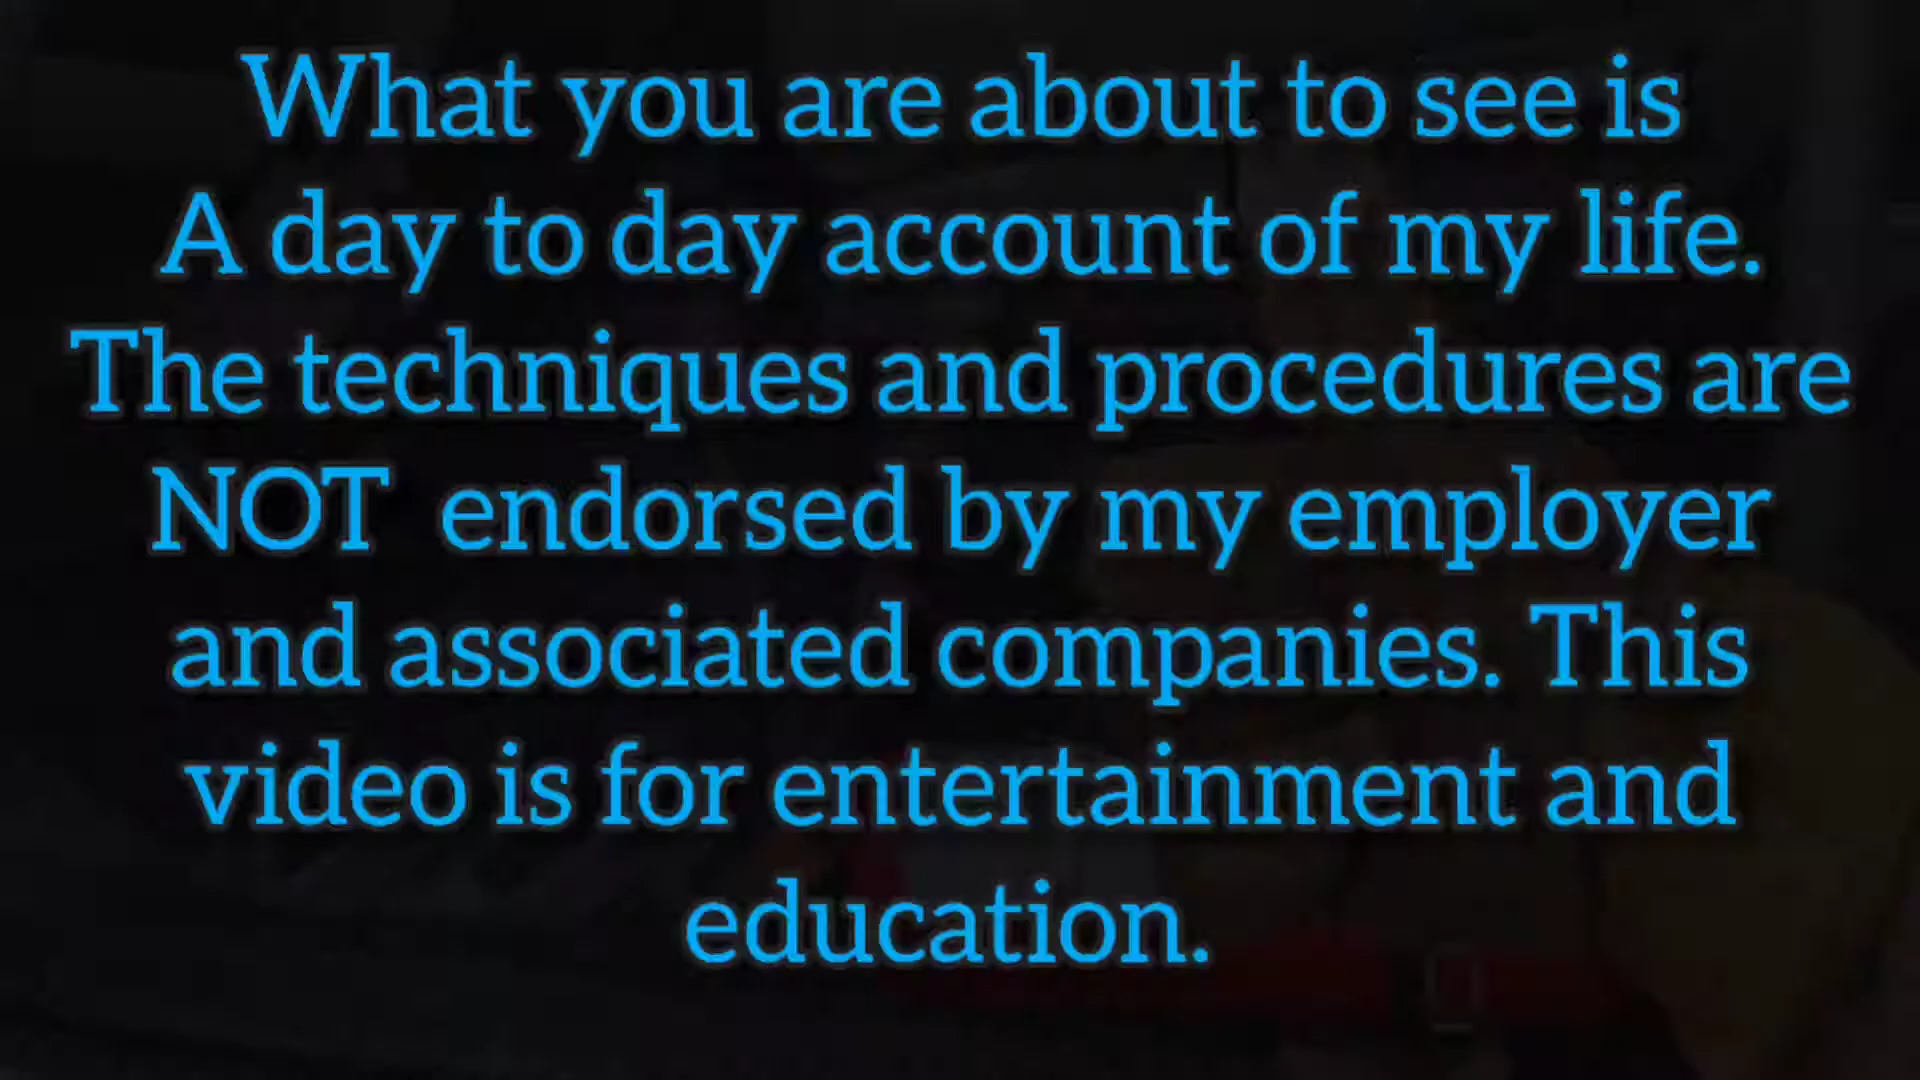 What you are about to see is
A day to day account of my life.
The techniques and procedures are
NOT  endorsed by my employer
and associated companies. This
video is for entertainment and
education.